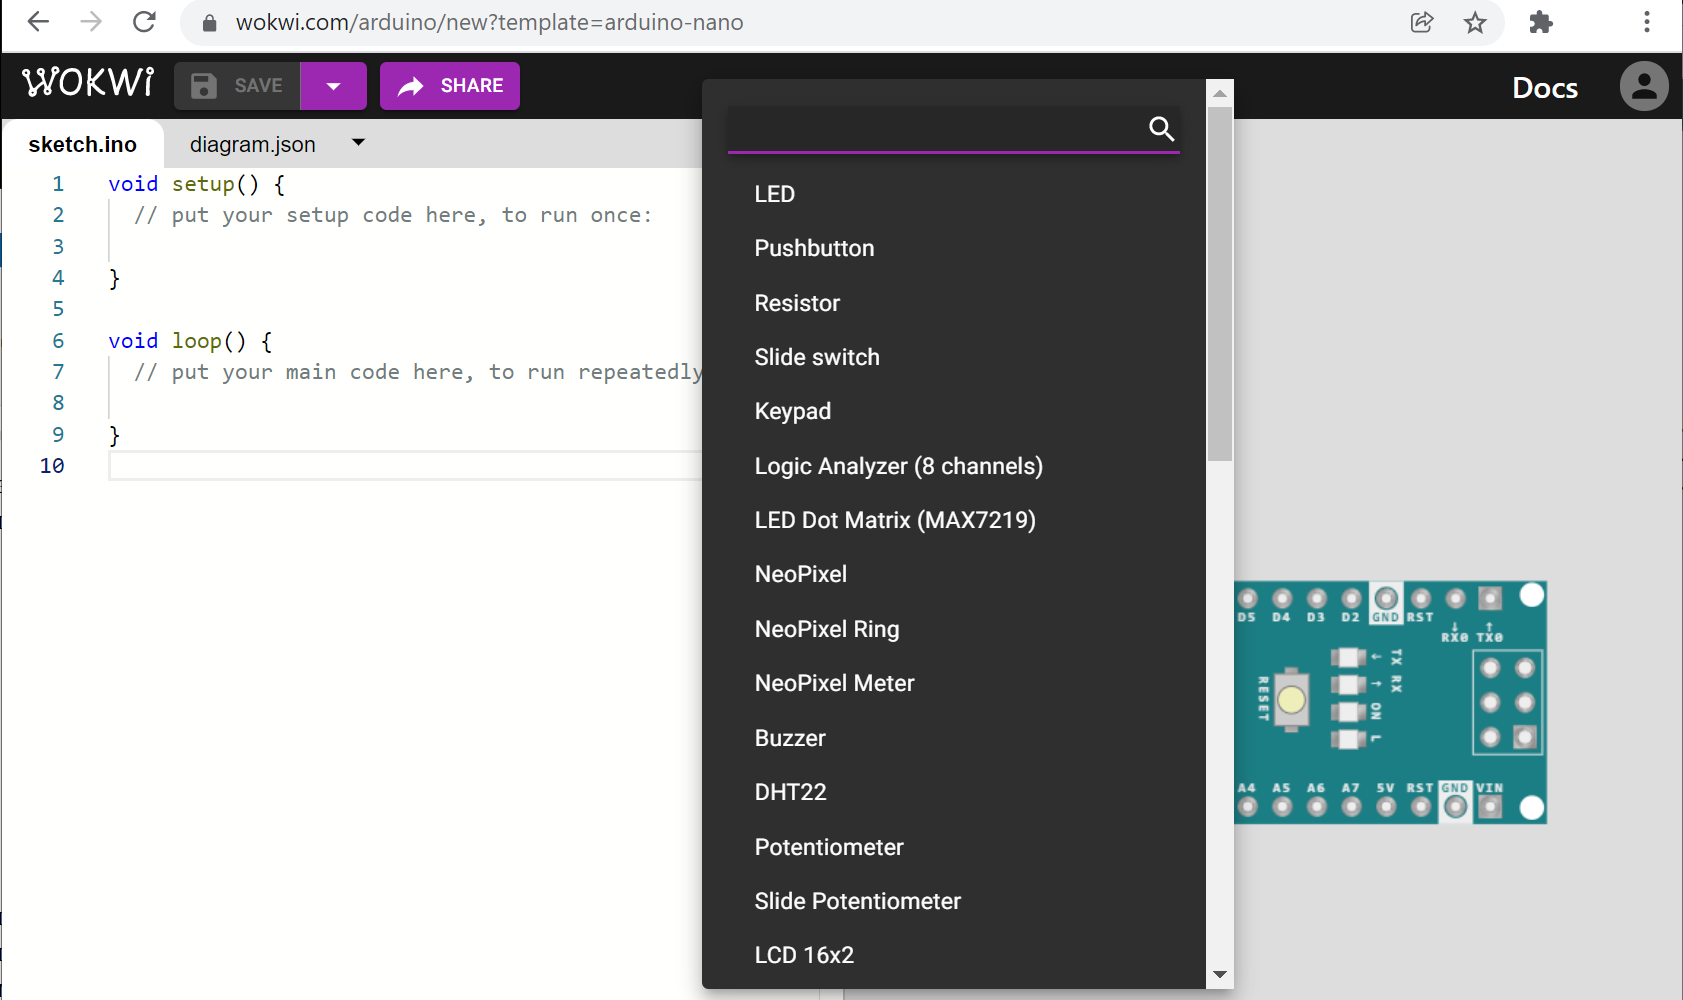 wokwi.com/arduino/new?template=arduino-nano
WOKWi
SAVE
SHARE
Docs
sketch.ino
diagram.json
1 void setup() {
2 // put your setup code here, to run once:
3
4 }
5
6 void loop() {
7 // put your main code here, to run repeatedly
8
9 }
10
LED
Pushbutton
Resistor
Slide switch
Keypad
Logic Analyzer (8 channels)
LED Dot Matrix (MAX7219)
NeoPixel
NeoPixel Ring
NeoPixel Meter
Buzzer
DHT22
Potentiometer
Slide Potentiometer
LCD 16x2
D5 D4 D3 D2 GND RST
RX0 TX0
RESET
TX
RX
ON
L
A4 A5 A6 A7 5V RST GND VIN